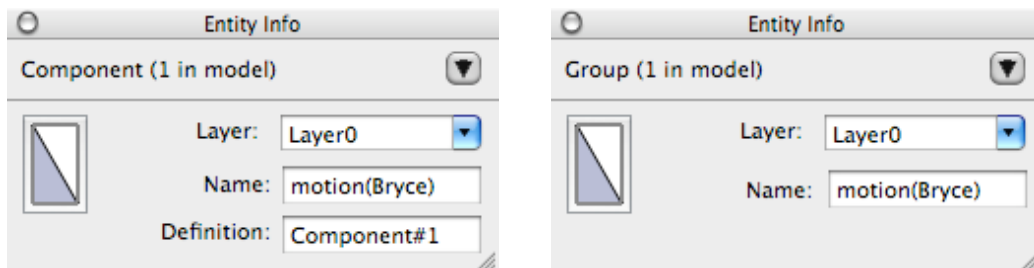 Entity Info
Component (1 in model)
Layer: Layer0
Name: motion(Bryce)
Definition: Component#1
Entity Info
Group (1 in model)
Layer: Layer0
Name: motion(Bryce)